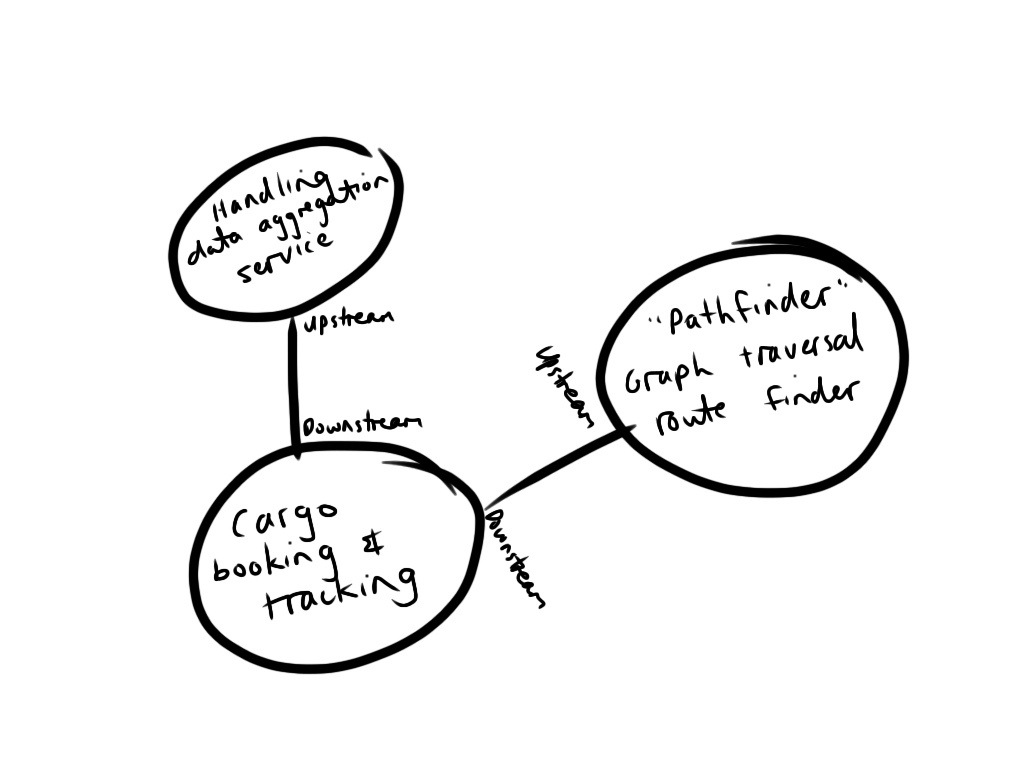 Handling
data aggregation
service
upstream
Downstream
Cargo
booking &
tracking
Upstream
Downstream
"Pathfinder"
Graph traversal
route finder